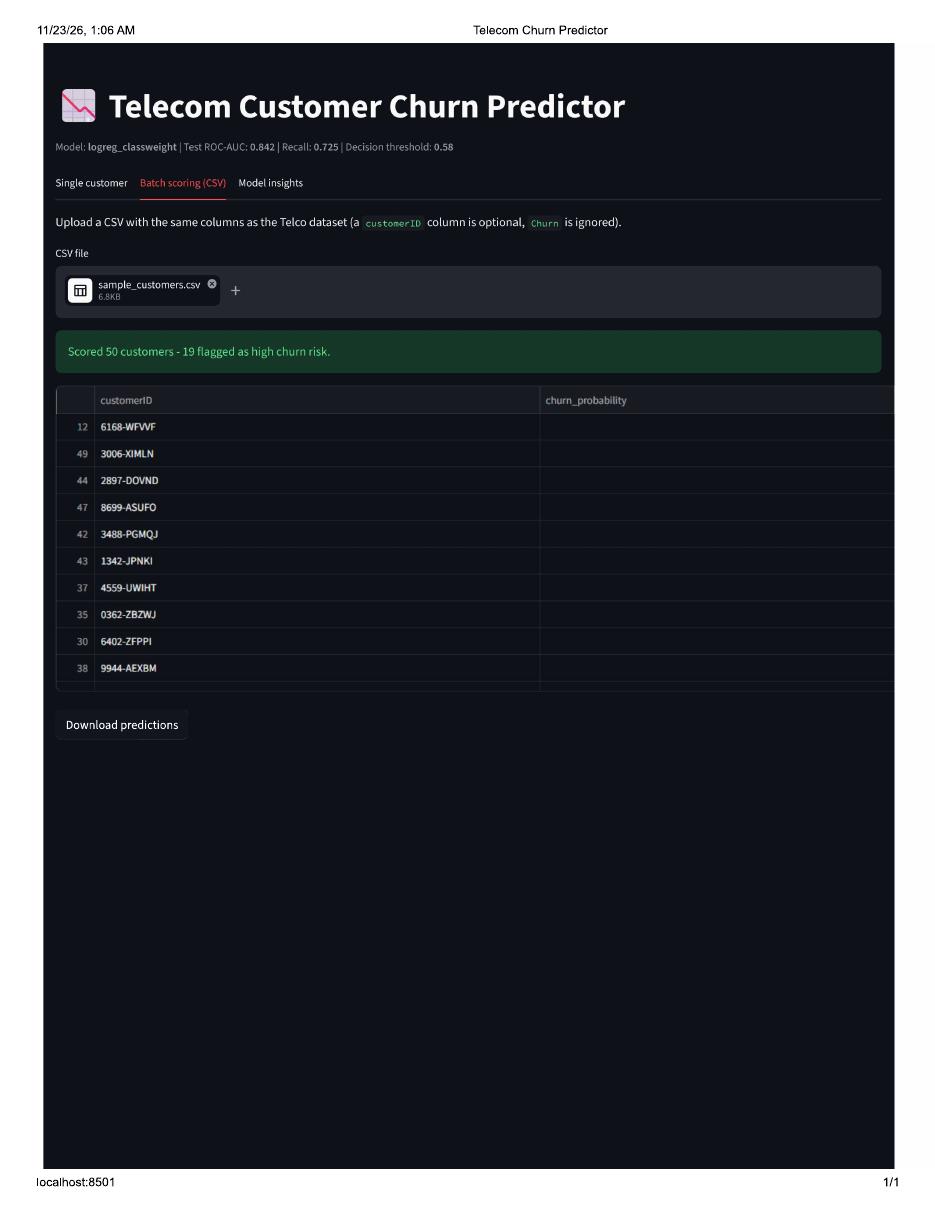 11/23/26, 1:06 AM Telecom Churn Predictor
Telecom Customer Churn Predictor
Model: logreg_classweight | Test ROC-AUC: 0.842 | Recall: 0.725 | Decision threshold: 0.58
Single customer Batch scoring (CSV) Model insights
Upload a CSV with the same columns as the Telco dataset (a customerID column is optional, Churn is ignored).
CSV file
sample_customers.csv
6.8KB
Scored 50 customers - 19 flagged as high churn risk.
customerID churn_probability
12 6168-WFVVF
49 3006-XIMLN
44 2897-DOVND
47 8699-ASUFO
42 3488-PGMQJ
43 1342-JPNKI
37 4559-UWIHT
35 0362-ZBZWJ
30 6402-ZFPPI
38 9944-AEXBM
Download predictions
localhost:8501 1/1